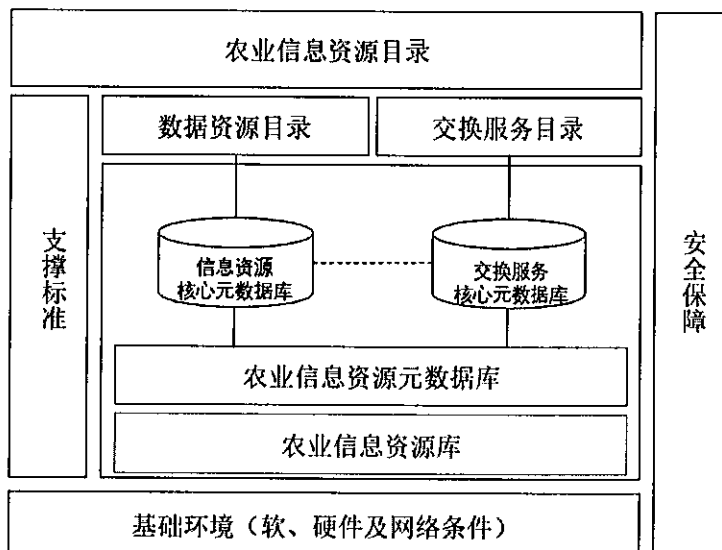 农业信息资源目录
数据资源目录
交换服务目录
支撑标准
信息资源
核心元数据库
交换服务
核心元数据库
安全保障
农业信息资源元数据库
农业信息资源库
基础环境（软、硬件及网络条件）